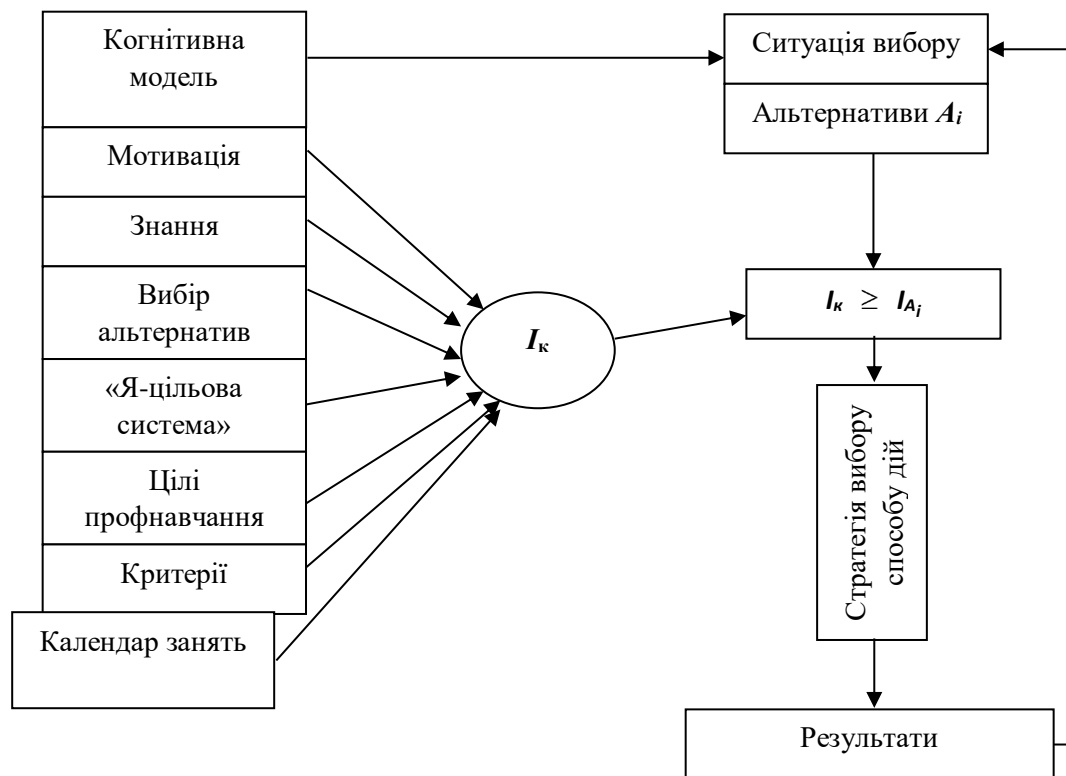 Когнітивна
модель
Мотивація
Знання
Вибір
альтернатив
«Я-цільова
система»
Цілі
профнавчання
Критерії
Календар занять
Iк
Ситуація вибору
Альтернативи Ai
Iк ≥ IAi
Стратегія вибору
способу дій
Результати